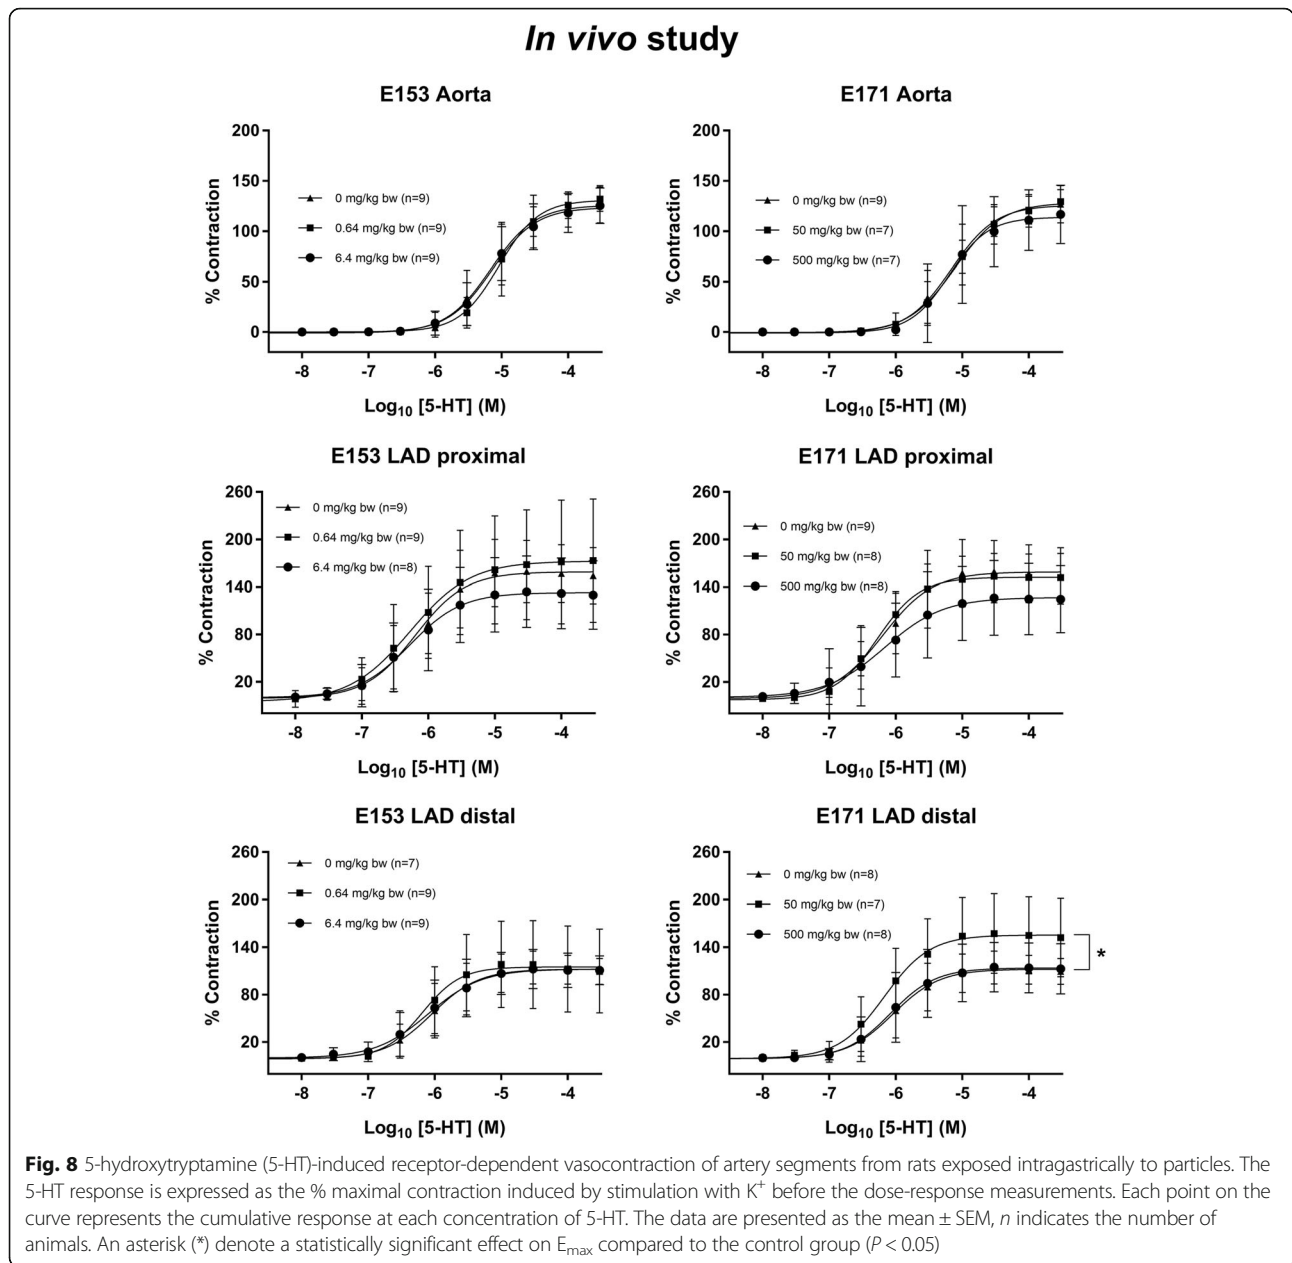 In vivo study
E153 Aorta
200
150
100
50
0
% Contraction
0 mg/kg bw (n=9)
0.64 mg/kg bw (n=9)
6.4 mg/kg bw (n=9)
-8 -7 -6 -5 -4
Log10 [5-HT] (M)
E171 Aorta
200
150
100
50
0
% Contraction
0 mg/kg bw (n=9)
50 mg/kg bw (n=7)
500 mg/kg bw (n=7)
-8 -7 -6 -5 -4
Log10 [5-HT] (M)
E153 LAD proximal
260
200
140
80
20
% Contraction
0 mg/kg bw (n=9)
0.64 mg/kg bw (n=9)
6.4 mg/kg bw (n=8)
-8 -7 -6 -5 -4
Log10 [5-HT] (M)
E171 LAD proximal
260
200
140
80
20
% Contraction
0 mg/kg bw (n=9)
50 mg/kg bw (n=8)
500 mg/kg bw (n=8)
-8 -7 -6 -5 -4
Log10 [5-HT] (M)
E153 LAD distal
260
200
140
80
20
% Contraction
0 mg/kg bw (n=7)
0.64 mg/kg bw (n=9)
6.4 mg/kg bw (n=9)
-8 -7 -6 -5 -4
Log10 [5-HT] (M)
E171 LAD distal
260
200
140
80
20
% Contraction
0 mg/kg bw (n=8)
50 mg/kg bw (n=7)
500 mg/kg bw (n=8)
*
-8 -7 -6 -5 -4
Log10 [5-HT] (M)
Fig. 8 5-hydroxytryptamine (5-HT)-induced receptor-dependent vasocontraction of artery segments from rats exposed intragastrically to particles. The
5-HT response is expressed as the % maximal contraction induced by stimulation with K+ before the dose-response measurements. Each point on the
curve represents the cumulative response at each concentration of 5-HT. The data are presented as the mean ± SEM, n indicates the number of
animals. An asterisk (*) denote a statistically significant effect on Emax compared to the control group (P < 0.05)